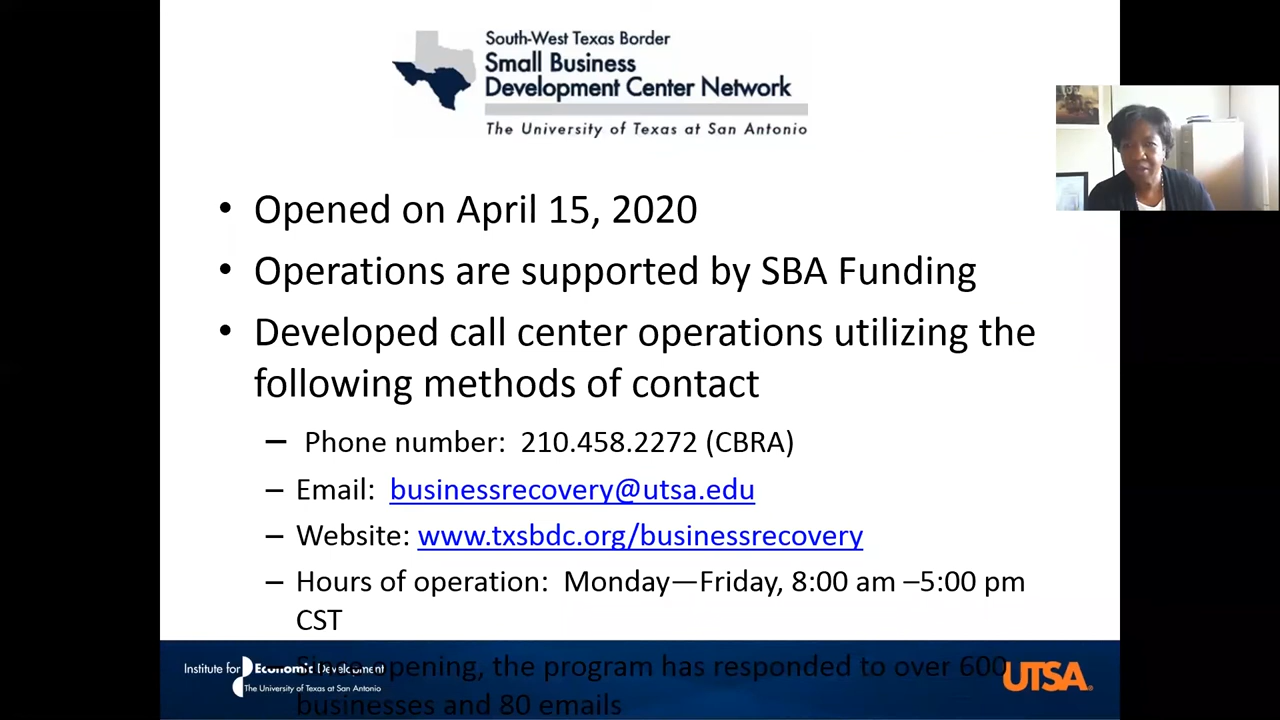 South-West Texas Border
Small Business
Development Center Network
The University of Texas at San Antonio
• Opened on April 15, 2020
• Operations are supported by SBA Funding
• Developed call center operations utilizing the
following methods of contact
– Phone number: 210.458.2272 (CBRA)
– Email: businessrecovery@utsa.edu
– Website: www.txsbdc.org/businessrecovery
– Hours of operation: Monday—Friday, 8:00 am –5:00 pm
CST
– Since opening, the program has responded to over 600
businesses and 80 emails
Institute for Economic Development
The University of Texas at San Antonio
UTSA.